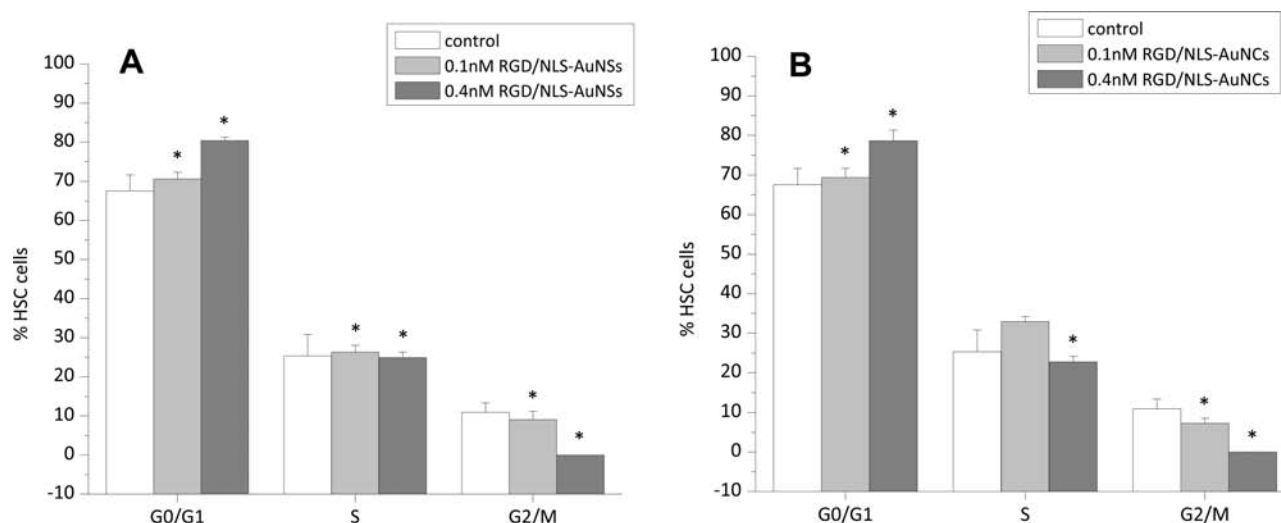 A
control
0.1nM RGD/NLS-AuNSs
0.4nM RGD/NLS-AuNSs
% HSC cells
100
90
80
70
60
50
40
30
20
10
0
-10
*
*
*
*
*
*
G0/G1
S
G2/M
B
control
0.1nM RGD/NLS-AuNCs
0.4nM RGD/NLS-AuNCs
% HSC cells
100
90
80
70
60
50
40
30
20
10
0
-10
*
*
*
*
*
G0/G1
S
G2/M